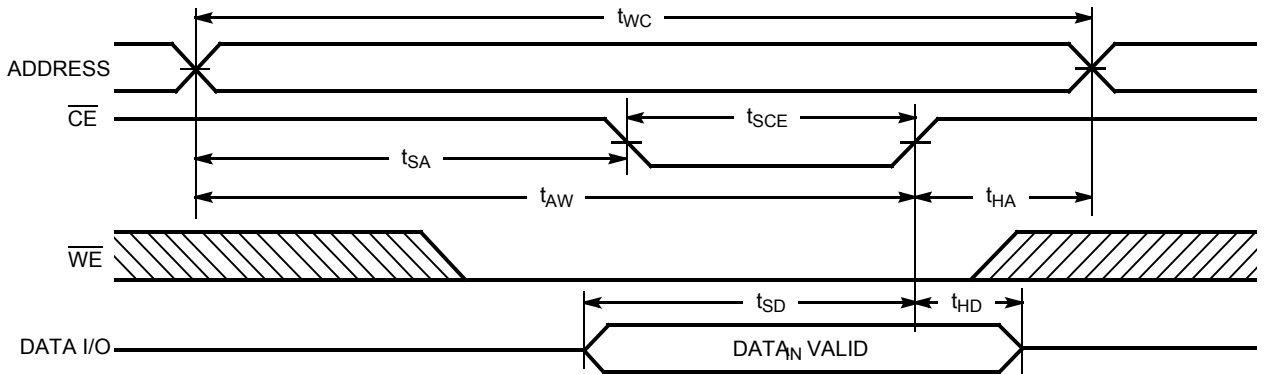 tWC
ADDRESS
CE
tSCE
tSA
tAW
tHA
WE
tSD
tHD
DATA I/O
DATAIN VALID